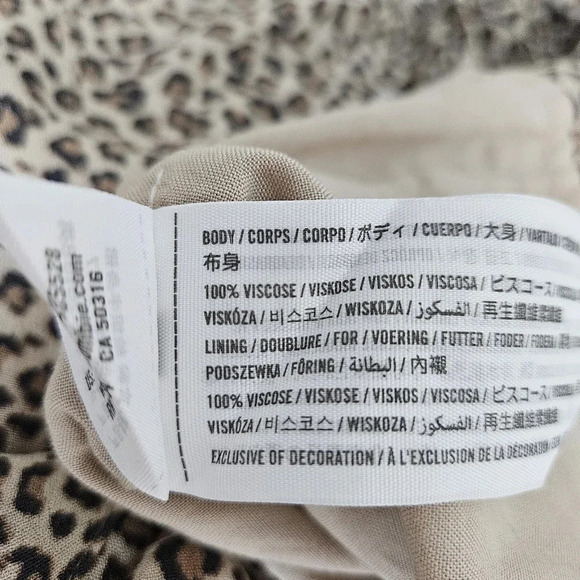 BODY / CORPS / CORPO / ボディ / CUERPO / 大身 /
布身
100% VISCOSE / VISKOSE / VISKOS / VISCOSA / ビスコース /
VISKÓZA / 비스코스 / WISKOZA / الفسكوز / 再生纖維素纖維
LINING / DOUBLURE / FOR / VOERING / FUTTER / FODER / FODERA
PODSZEWKA / FÖRING / البطانة / 內襯
100% VISCOSE / VISKOSE / VISKOS / VISCOSA / ビスコース /
VISKÓZA / 비스코스 / WISKOZA / الفسكوز / 再生纖維素纖維
EXCLUSIVE OF DECORATION / À L'EXCLUSION DE LA DÉCORATION /
CA 50316